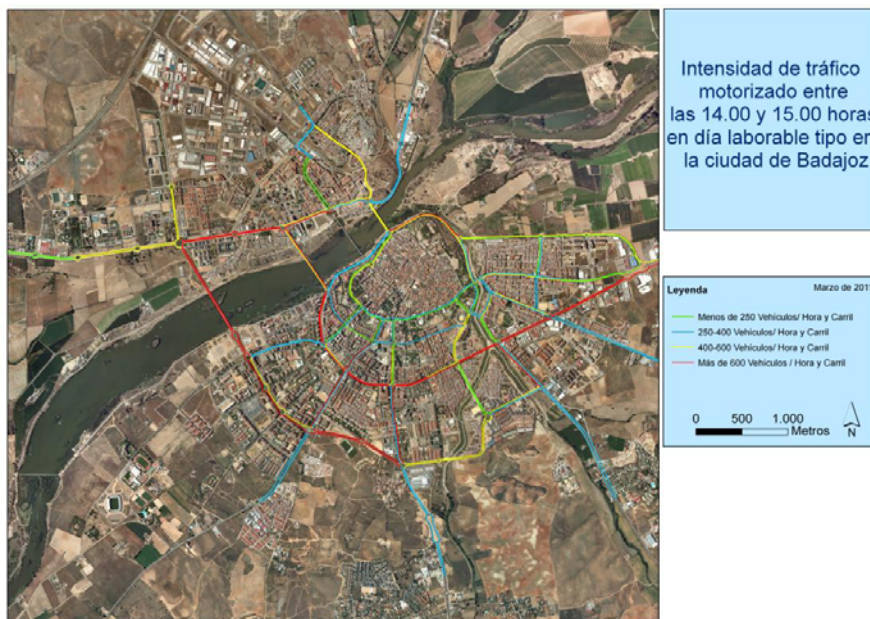 Intensidad de tráfico
motorizado entre
las 14.00 y 15.00 horas
en día laborable tipo en
la ciudad de Badajoz
Leyenda
Marzo de 201
Menos de 250 Vehículos/ Hora y Carril
250-400 Vehículos/ Hora y Carril
400-600 Vehículos/ Hora y Carril
Más de 600 Vehículos / Hora y Carril
0 500 1.000
Metros
N